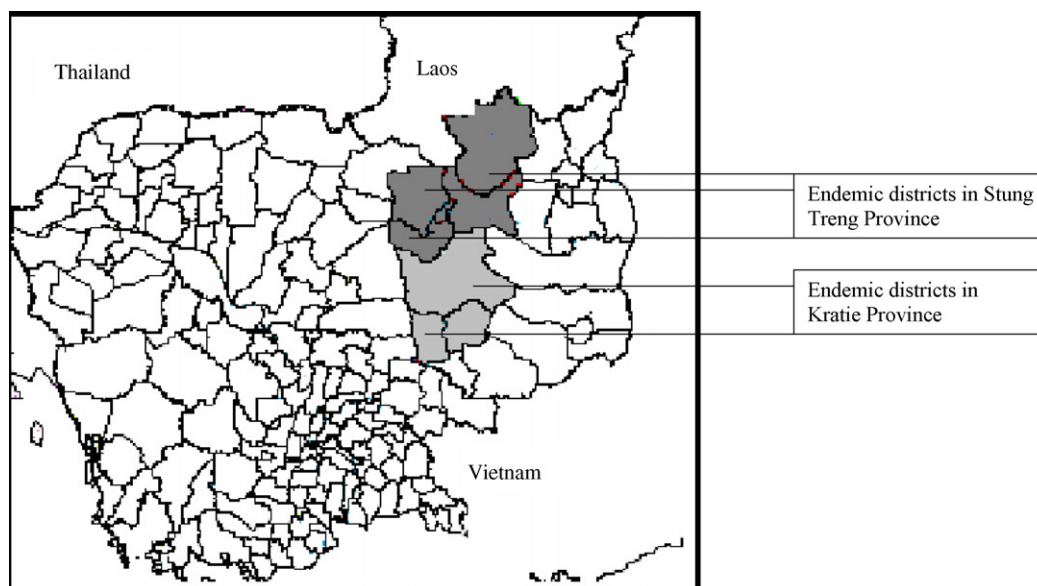 Thailand
Laos
Endemic districts in Stung
Treng Province
Endemic districts in
Kratie Province
Vietnam